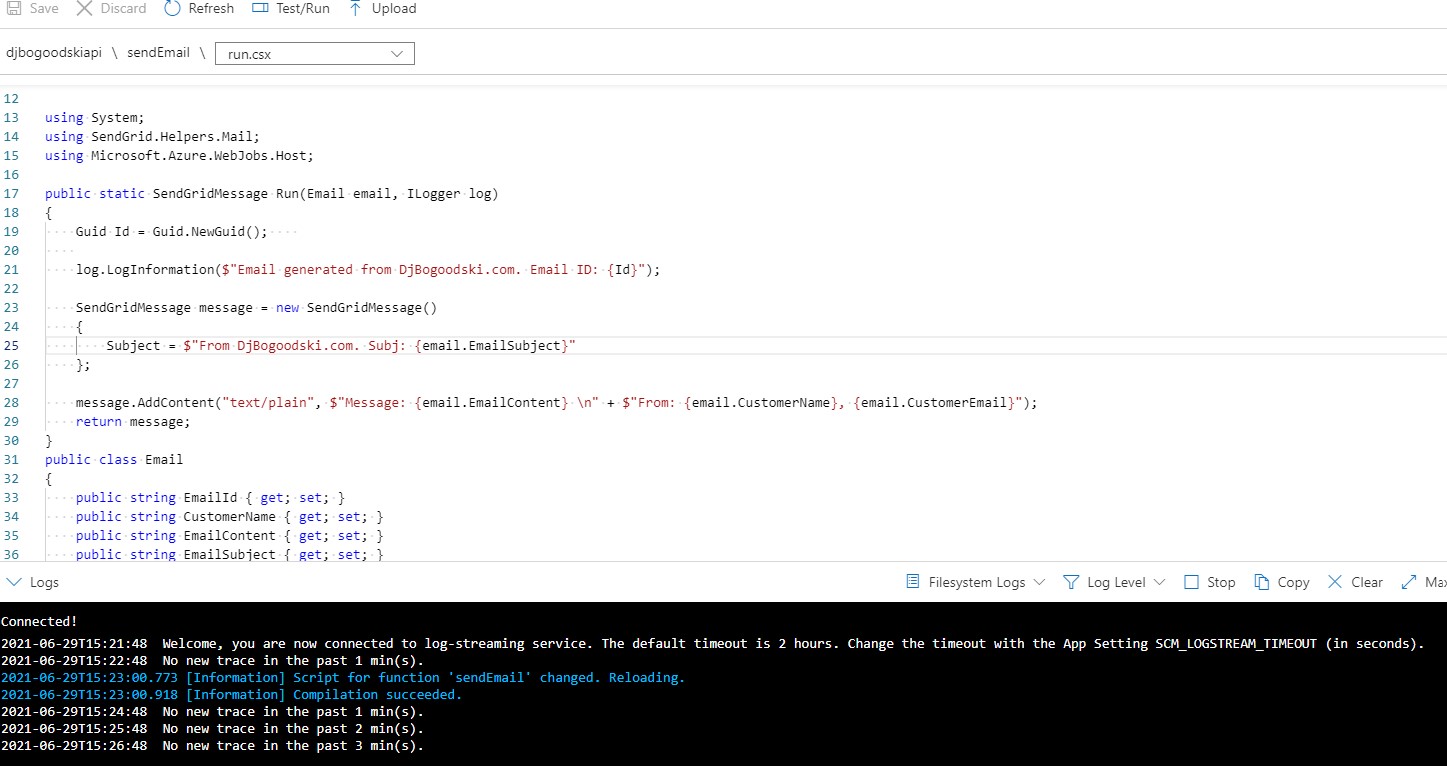 Save Discard Refresh Test/Run Upload
djbogoodskiapi \ sendEmail \ run.csx
12
13 using System;
14 using SendGrid.Helpers.Mail;
15 using Microsoft.Azure.WebJobs.Host;
16
17 public static SendGridMessage Run(Email email, ILogger log)
18 {
19 Guid Id = Guid.NewGuid();
20
21 log.LogInformation($"Email generated from DjBogoodski.com. Email ID: {Id}");
22
23 SendGridMessage message = new SendGridMessage()
24 {
25 Subject = $"From DjBogoodski.com. Subj: {email.EmailSubject}"
26 };
27
28 message.AddContent("text/plain", $"Message: {email.EmailContent} \n" + $"From: {email.CustomerName}, {email.CustomerEmail}");
29 return message;
30 }
31 public class Email
32 {
33 public string EmailId { get; set; }
34 public string CustomerName { get; set; }
35 public string EmailContent { get; set; }
36 public string EmailSubject { get; set; }
Logs Filesystem Logs Log Level Stop Copy Clear Max
Connected!
2021-06-29T15:21:48 Welcome, you are now connected to log-streaming service. The default timeout is 2 hours. Change the timeout with the App Setting SCM_LOGSTREAM_TIMEOUT (in seconds).
2021-06-29T15:22:48 No new trace in the past 1 min(s).
2021-06-29T15:23:00.773 [Information] Script for function 'sendEmail' changed. Reloading.
2021-06-29T15:23:00.918 [Information] Compilation succeeded.
2021-06-29T15:24:48 No new trace in the past 1 min(s).
2021-06-29T15:25:48 No new trace in the past 2 min(s).
2021-06-29T15:26:48 No new trace in the past 3 min(s).